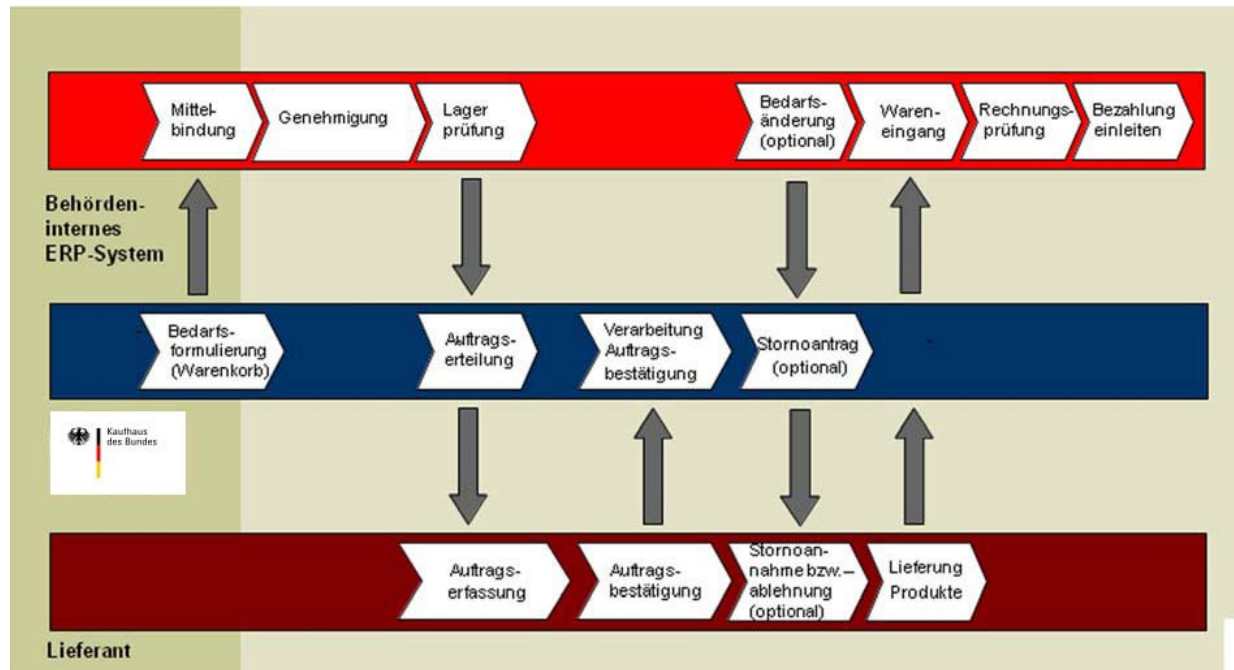 Mittel-
bindung
Genehmigung
Lager
prüfung
Bedarfs-
änderung
(optional)
Waren-
eingang
Rechnungs-
prüfung
Bezahlung
einleiten
Behörden-
internes
ERP-System
Bedarfs-
formulierung
(Warenkorb)
Auftrags-
erteilung
Verarbeitung
Auftrags-
bestätigung
Stornoantrag
(optional)
Kaufhaus
des Bundes
Auftrags-
erfassung
Auftrags-
bestätigung
Stornoan-
nahme bzw.–
ablehnung
(optional)
Lieferung
Produkte
Lieferant